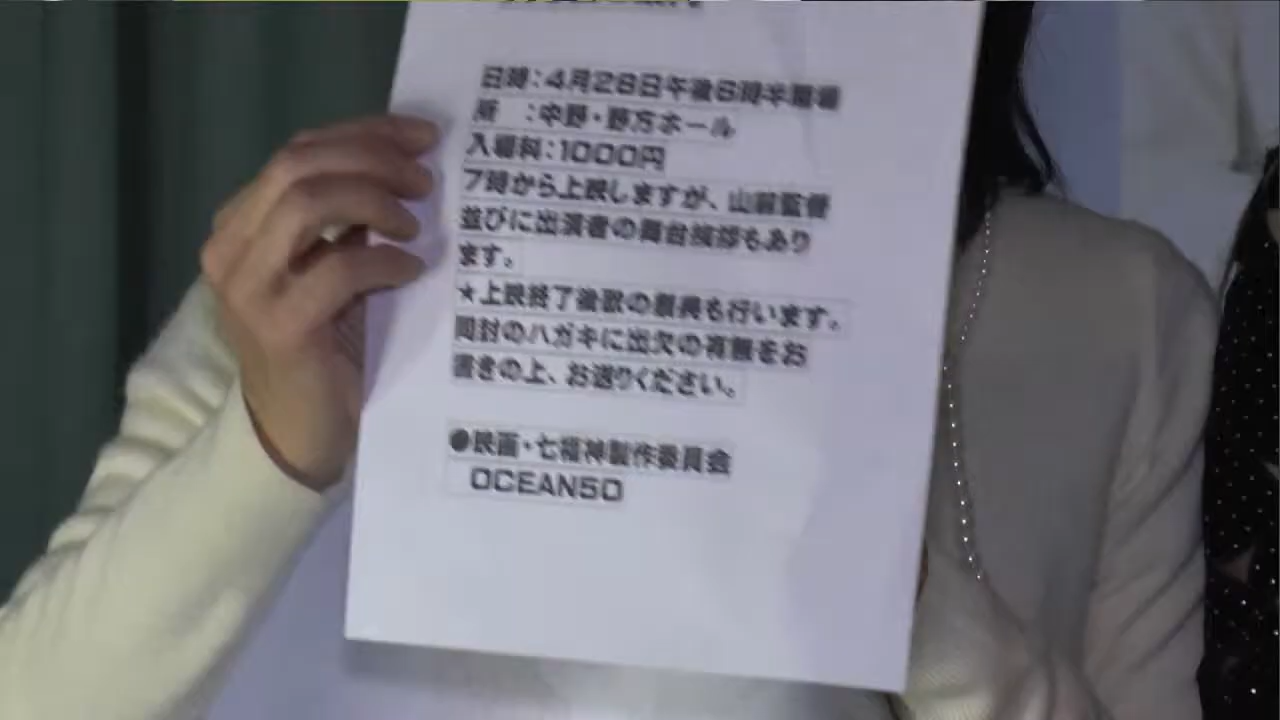 日時：4月28日午後6時半開場
所　：中野・野方ホール
入場料：1000円
7時から上映しますが、山監督
並びに出演者の舞台挨拶もあり
ます。
★上映終了後の も行います。
同封のハガキに出欠の有無をお
書きの上、お送りください。
●映画・七福神製作委員会
OCEAN50